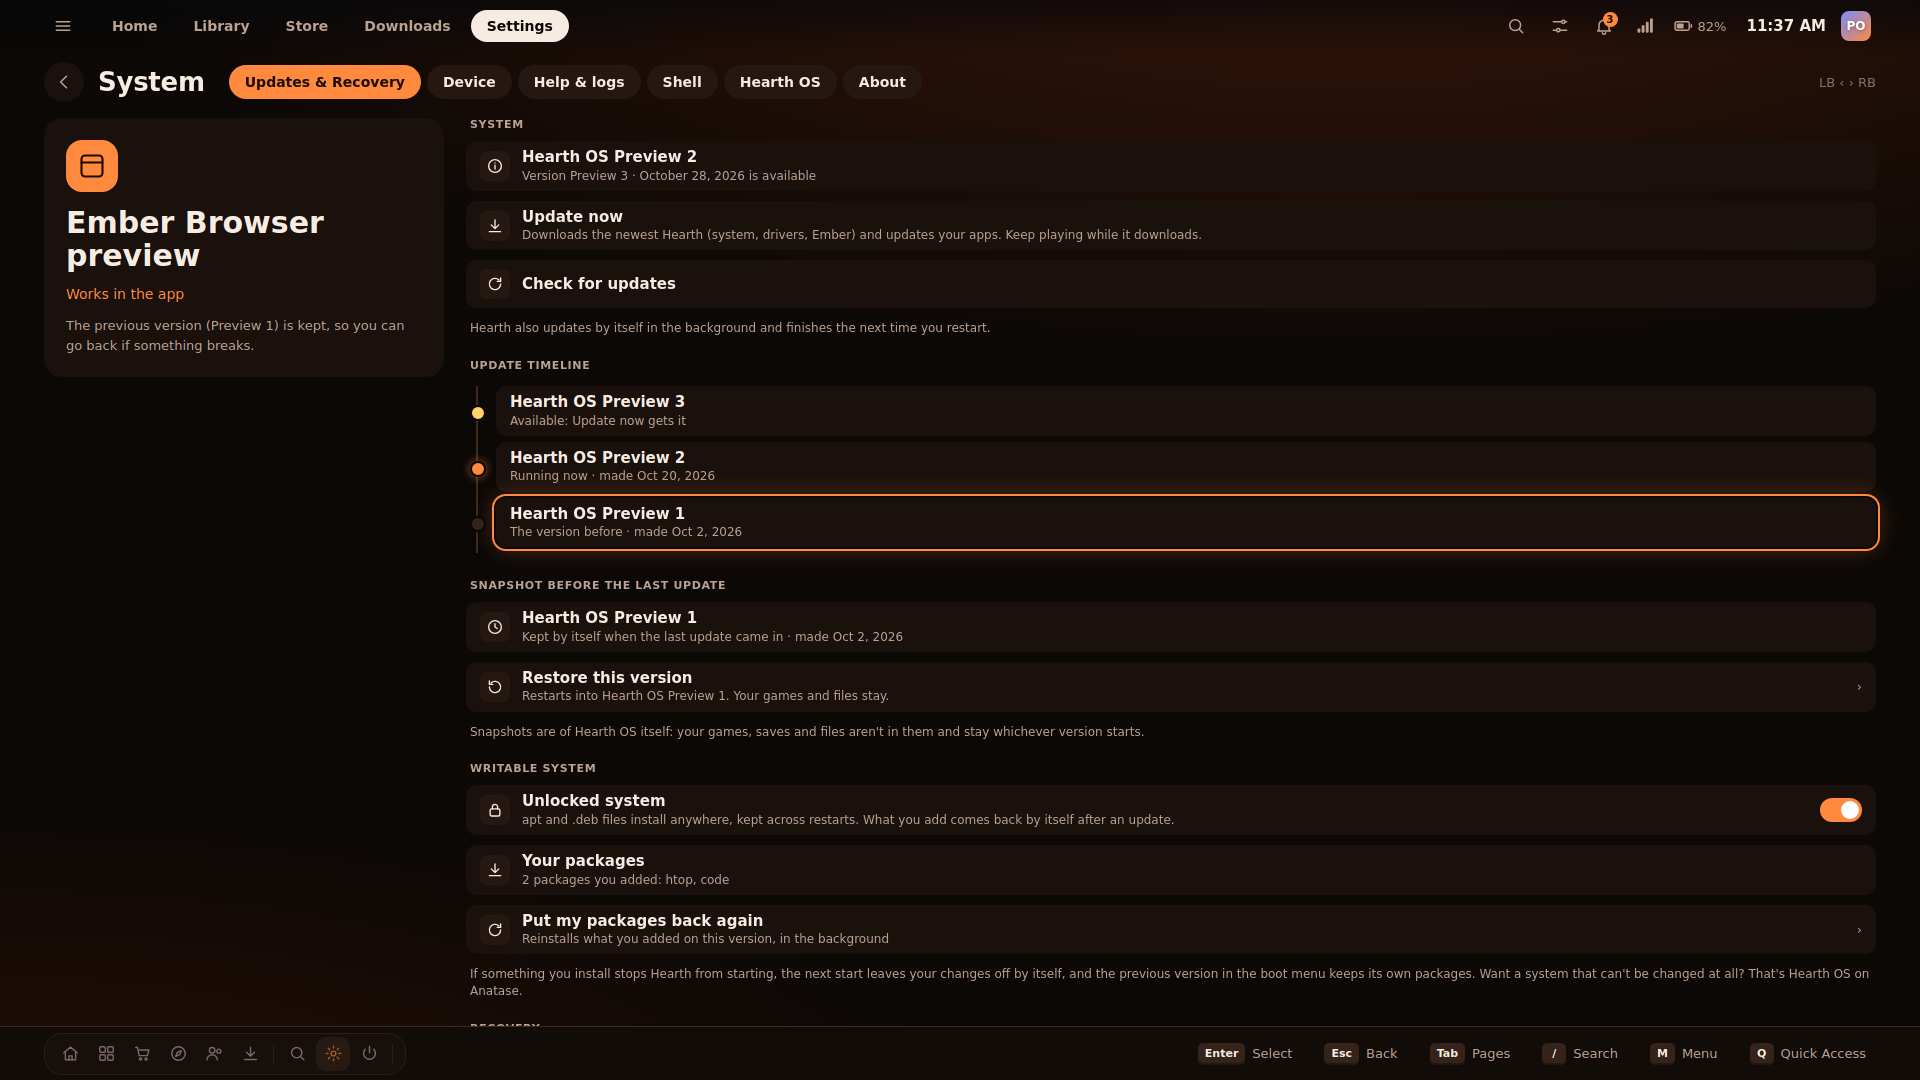 Home
Library
Store
Downloads
Settings
3
82%
11:37 AM
PO
System
Updates & Recovery
Device
Help & logs
Shell
Hearth OS
About
LB ‹ › RB
Ember Browser
preview
Works in the app
The previous version (Preview 1) is kept, so you can
go back if something breaks.
SYSTEM
Hearth OS Preview 2
Version Preview 3 · October 28, 2026 is available
Update now
Downloads the newest Hearth (system, drivers, Ember) and updates your apps. Keep playing while it downloads.
Check for updates
Hearth also updates by itself in the background and finishes the next time you restart.
UPDATE TIMELINE
Hearth OS Preview 3
Available: Update now gets it
Hearth OS Preview 2
Running now · made Oct 20, 2026
Hearth OS Preview 1
The version before · made Oct 2, 2026
SNAPSHOT BEFORE THE LAST UPDATE
Hearth OS Preview 1
Kept by itself when the last update came in · made Oct 2, 2026
Restore this version
Restarts into Hearth OS Preview 1. Your games and files stay.
Snapshots are of Hearth OS itself: your games, saves and files aren't in them and stay whichever version starts.
WRITABLE SYSTEM
Unlocked system
apt and .deb files install anywhere, kept across restarts. What you add comes back by itself after an update.
Your packages
2 packages you added: htop, code
Put my packages back again
Reinstalls what you added on this version, in the background
If something you install stops Hearth from starting, the next start leaves your changes off by itself, and the previous version in the boot menu keeps its own packages. Want a system that can't be changed at all? That's Hearth OS on
Anatase.
RECOVERY
Enter Select
Esc Back
Tab Pages
/ Search
M Menu
Q Quick Access